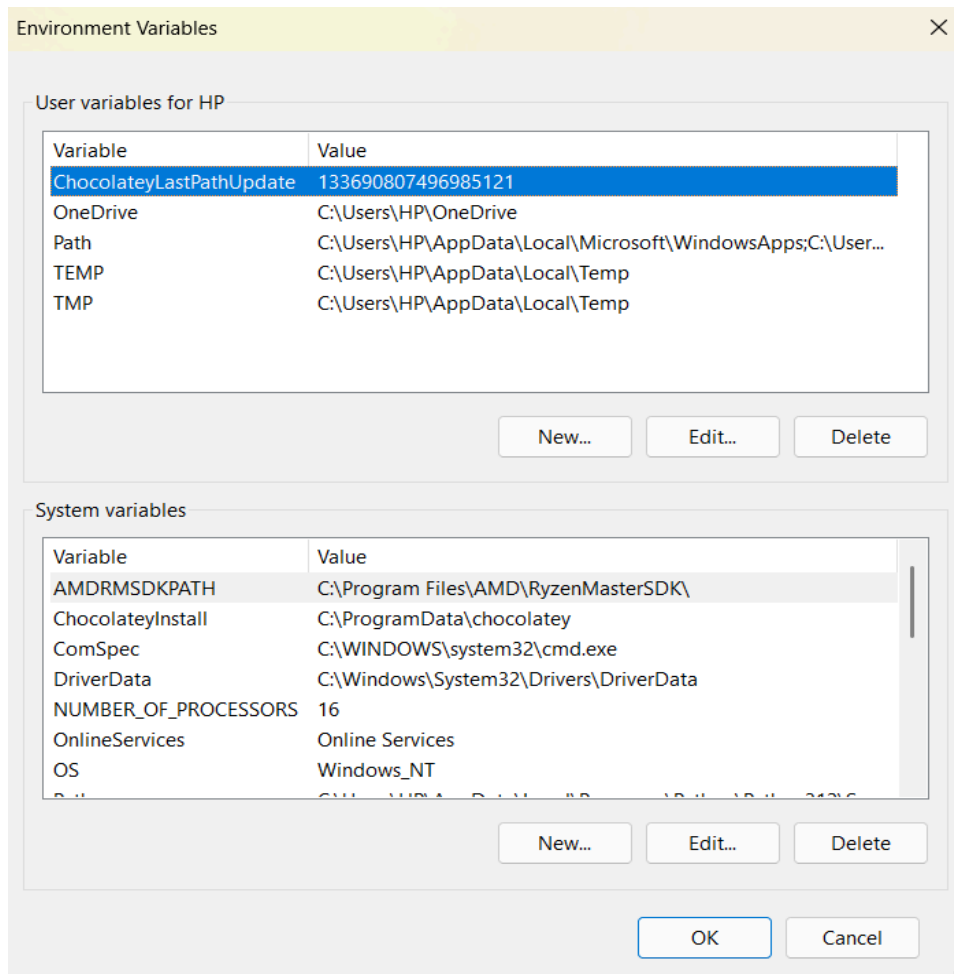 Environment Variables
User variables for HP
Variable Value
ChocolateyLastPathUpdate 133690807496985121
OneDrive C:\Users\HP\OneDrive
Path C:\Users\HP\AppData\Local\Microsoft\WindowsApps;C:\User...
TEMP C:\Users\HP\AppData\Local\Temp
TMP C:\Users\HP\AppData\Local\Temp
New... Edit... Delete
System variables
Variable Value
AMDRMSDKPATH C:\Program Files\AMD\RyzenMasterSDK\
ChocolateyInstall C:\ProgramData\chocolatey
ComSpec C:\WINDOWS\system32\cmd.exe
DriverData C:\Windows\System32\Drivers\DriverData
NUMBER_OF_PROCESSORS 16
OnlineServices Online Services
OS Windows_NT
New... Edit... Delete
OK Cancel